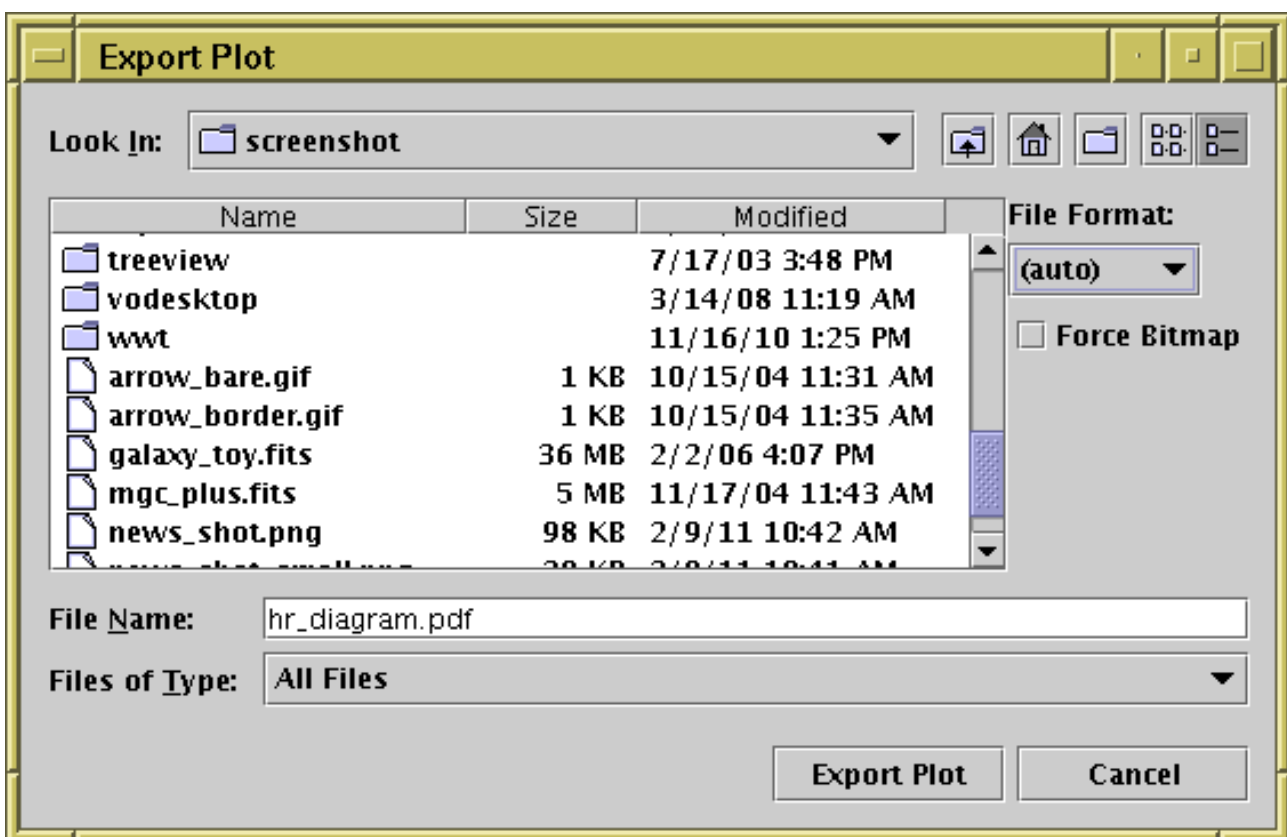 Export Plot
Look In: screenshot
Name Size Modified File Format:
treeview 7/17/03 3:48 PM
(auto)
vodesktop 3/14/08 11:19 AM
wwt 11/16/10 1:25 PM
Force Bitmap
arrow_bare.gif 1 KB 10/15/04 11:31 AM
arrow_border.gif 1 KB 10/15/04 11:35 AM
galaxy_toy.fits 36 MB 2/2/06 4:07 PM
mgc_plus.fits 5 MB 11/17/04 11:43 AM
news_shot.png 98 KB 2/9/11 10:42 AM
File Name: hr_diagram.pdf
Files of Type: All Files
Export Plot Cancel